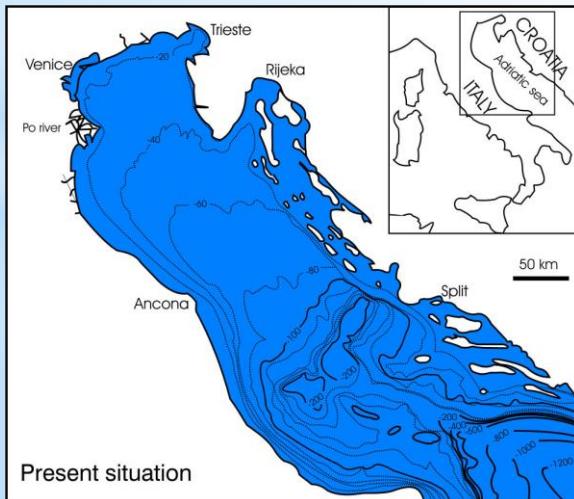 Trieste
Venice
-20
Rijeka
Po river
-40
-60
-80
Ancona
-100
Split
-200
-200
-200
-400
-600
-800
-1000
-1200
50 km
CROATIA
Adriatic sea
ITALY
Present situation